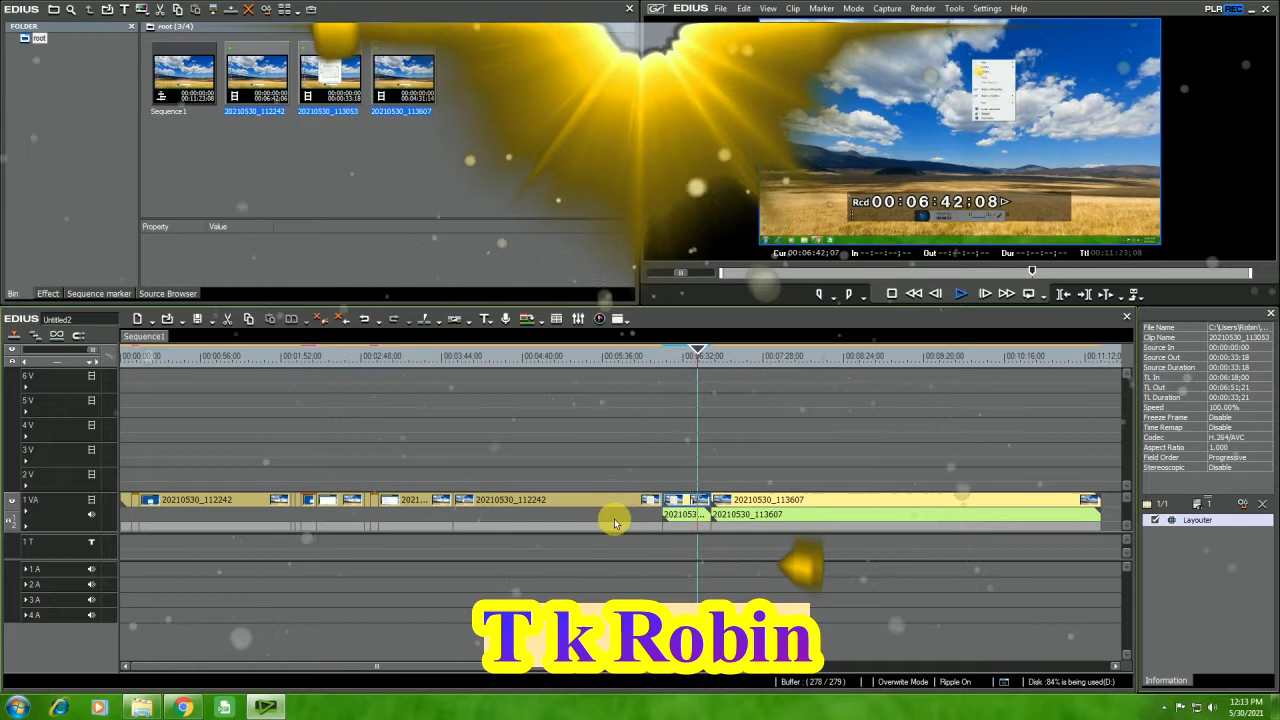 EDIUS
FOLDER
root
root (3/4)
00:00:00:00
00:11:23:08
00:00:00:00
00:06:42:06
00:00:00:00
00:00:33:18
00:00:00:00
00:04:31:14
Sequence1
20210530_112242
20210530_113053
20210530_113607
Property Value
Bin Effect Sequence marker Source Browser
EDIUS File Edit View Clip Marker Mode Capture Render Tools Settings Help PLR REC
Rcd 00:06:42;08
Cur 00:06:42;07 In --:--:--;-- Out --:--:--;-- Dur --:--:--;-- Ttl 00:11:23;08
EDIUS Untitled2
Sequence1
00:00:00;00 00:00:56;00 00:01:52;00 00:02:48;00 00:03:44;00 00:04:40;00 00:05:36;00 00:06:32;00 00:07:28;00 00:08:24;00 00:09:20;00 00:10:16;00 00:11:12;0
6 V
5 V
4 V
3 V
2 V
1 VA
20210530_112242 2021... 20210530_112242 20210530_113607
2021053... 20210530_113607
1 T T
1 A
2 A
3 A
4 A
T k Robin
File Name C:\Users\Robin,
Clip Name 20210530_113053
Source In 00:00:00:00
Source Out 00:00:33:18
Source Duration 00:00:33:18
TL In 00:06:18;00
TL Out 00:06:51;21
TL Duration 00:00:33;21
Speed 100.00%
Freeze Frame Disable
Time Remap Disable
Codec H.264/AVC
Aspect Ratio 1.000
Field Order Progressive
Stereoscopic Disable
1/1 1
Layouter
Information
Buffer : ( 278 / 279 ) Overwrite Mode Ripple On Disk :84% is being used(D:)
12:13 PM
5/30/2021